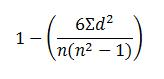 1 − (6Σd² / n(n² − 1))